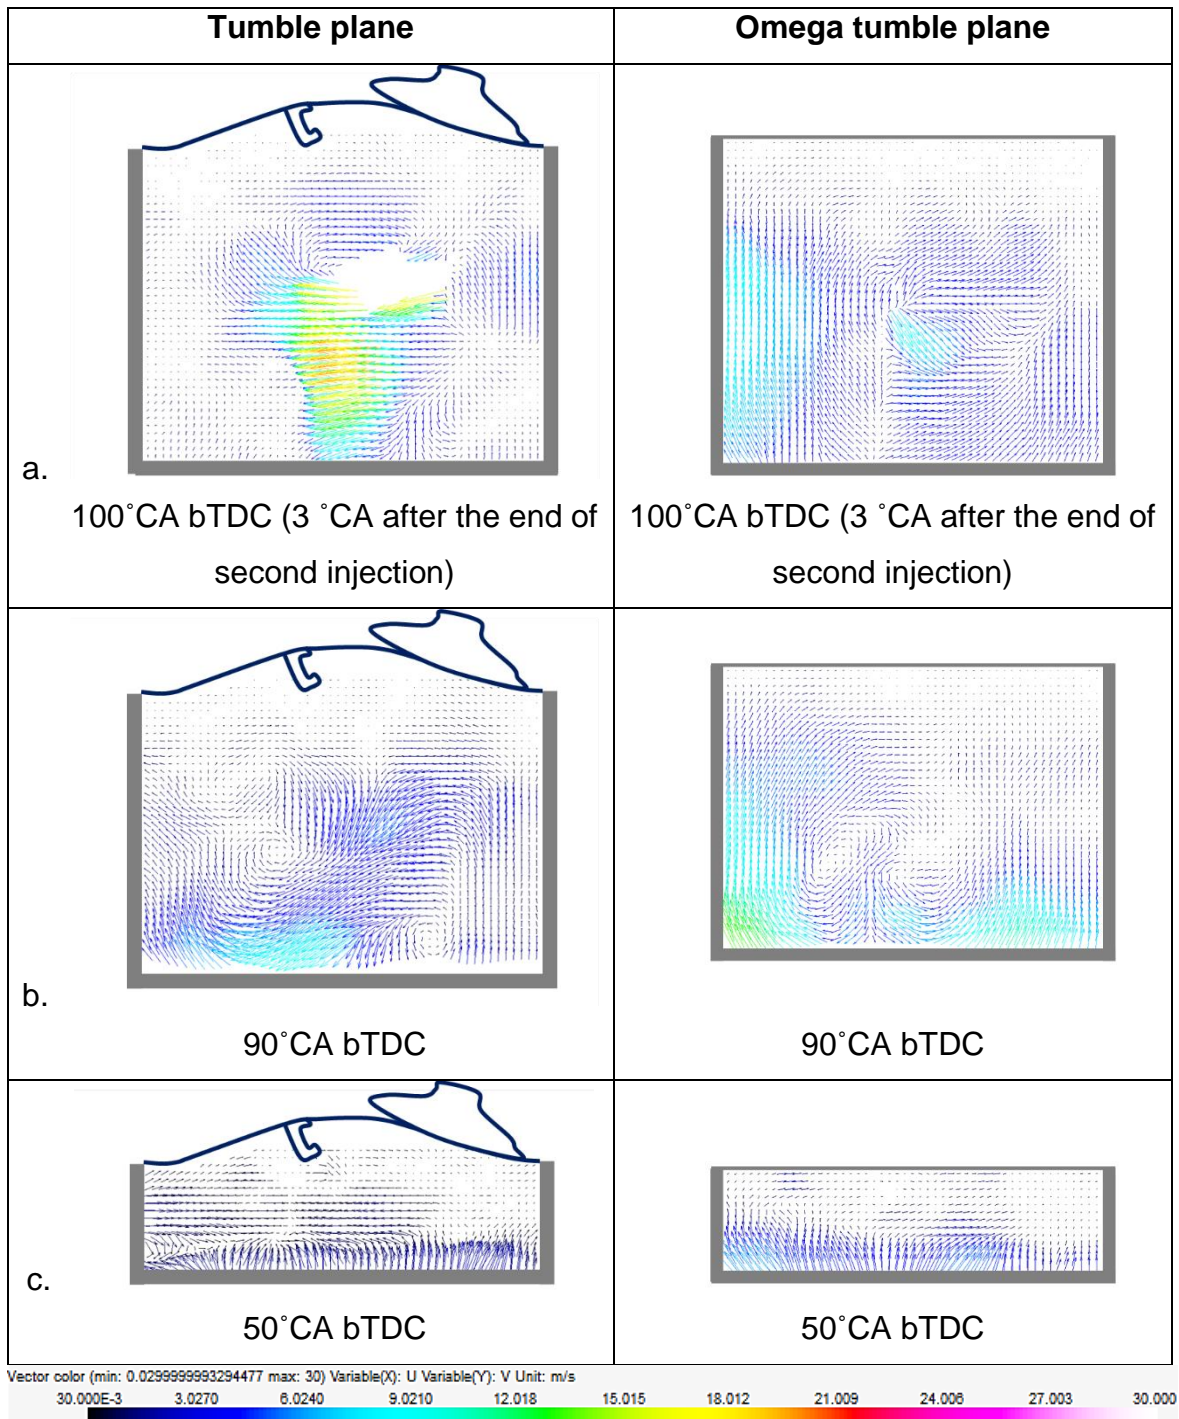 Tumble plane
Omega tumble plane
a.
100˚CA bTDC (3 ˚CA after the end of
second injection)
100˚CA bTDC (3 ˚CA after the end of
second injection)
b.
90˚CA bTDC
90˚CA bTDC
c.
50˚CA bTDC
50˚CA bTDC
Vector color (min: 0.0299999993294477 max: 30) Variable(X): U Variable(Y): V Unit: m/s
30.000E-3 3.0270 6.0240 9.0210 12.018 15.015 18.012 21.009 24.006 27.003 30.000